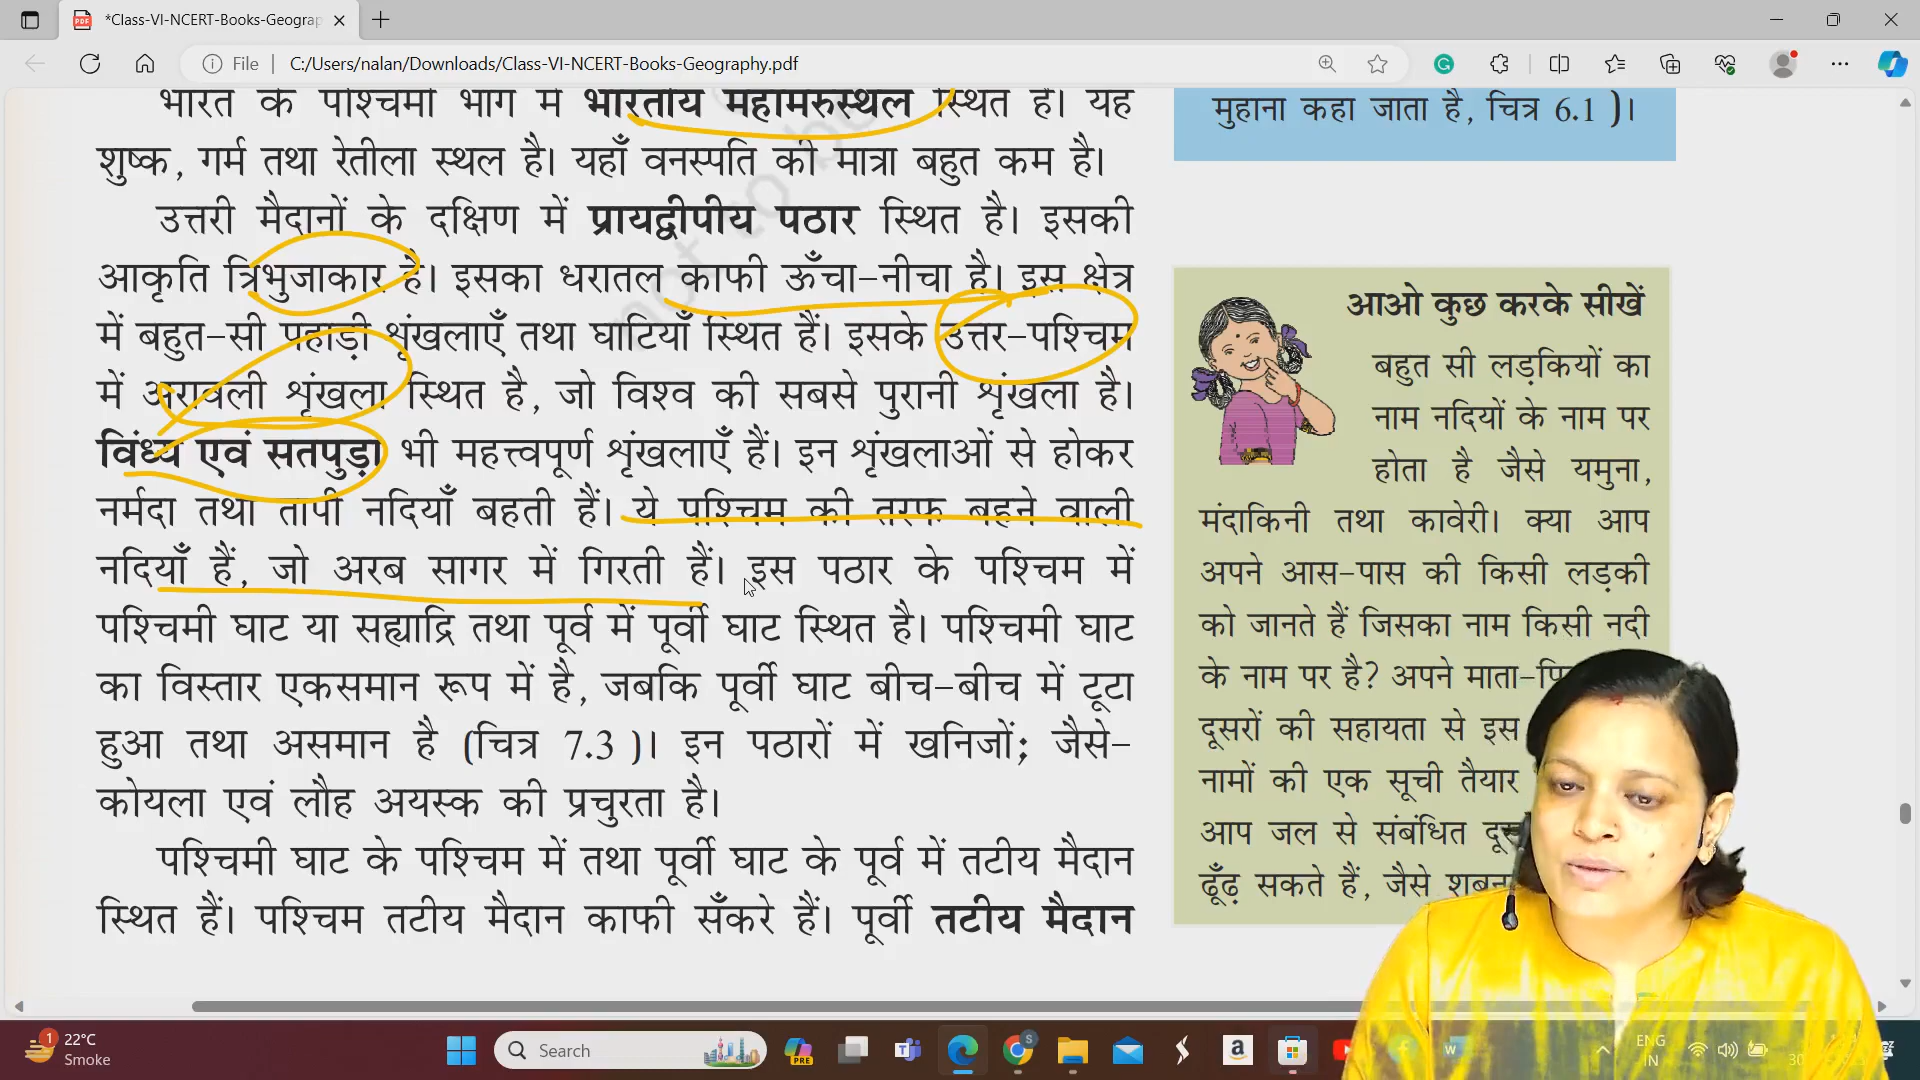 *Class-VI-NCERT-Books-Geograp
File
C:/Users/nalan/Downloads/Class-VI-NCERT-Books-Geography.pdf
भारत के पश्चिमी भाग में भारतीय महामरुस्थल स्थित है। यह
शुष्क, गर्म तथा रेतीला स्थल है। यहाँ वनस्पति की मात्रा बहुत कम है।
उत्तरी मैदानों के दक्षिण में प्रायद्वीपीय पठार स्थित है। इसकी
आकृति त्रिभुजाकार है। इसका धरातल काफी ऊँचा-नीचा है। इस क्षेत्र
में बहुत-सी पहाड़ी शृंखलाएँ तथा घाटियाँ स्थित हैं। इसके उत्तर-पश्चिम
में अरावली शृंखला स्थित है, जो विश्व की सबसे पुरानी शृंखला है।
विंध्य एवं सतपुड़ा भी महत्त्वपूर्ण शृंखलाएँ हैं। इन शृंखलाओं से होकर
नर्मदा तथा तापी नदियाँ बहती हैं। ये पश्चिम की तरफ बहने वाली
नदियाँ हैं, जो अरब सागर में गिरती हैं। इस पठार के पश्चिम में
पश्चिमी घाट या सह्याद्रि तथा पूर्व में पूर्वी घाट स्थित है। पश्चिमी घाट
का विस्तार एकसमान रूप में है, जबकि पूर्वी घाट बीच-बीच में टूटा
हुआ तथा असमान है (चित्र 7.3 )। इन पठारों में खनिजों; जैसे-
कोयला एवं लौह अयस्क की प्रचुरता है।
पश्चिमी घाट के पश्चिम में तथा पूर्वी घाट के पूर्व में तटीय मैदान
स्थित हैं। पश्चिम तटीय मैदान काफी सँकरे हैं। पूर्वी तटीय मैदान
not to be
मुहाना कहा जाता है, चित्र 6.1 )।
आओ कुछ करके सीखें
बहुत सी लड़कियों का
नाम नदियों के नाम पर
होता है जैसे यमुना,
मंदाकिनी तथा कावेरी। क्या आप
अपने आस-पास की किसी लड़की
को जानते हैं जिसका नाम किसी नदी
के नाम पर है? अपने माता-
दूसरों की सहायता से इस
नामों की एक सूची तैयार
आप जल से संबंधित
ढूँढ़ सकते हैं, जैसे
1
22°C
Smoke
Search
PRE
ENG
IN
30